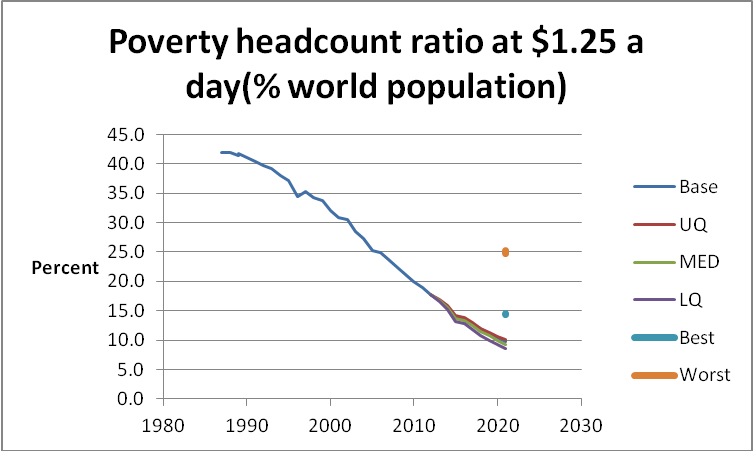 Poverty headcount ratio at $1.25 a
day(% world population)
45.0
40.0
35.0
30.0
25.0
20.0
15.0
10.0
5.0
0.0
Percent
1980 1990 2000 2010 2020 2030
Base
UQ
MED
LQ
Best
Worst